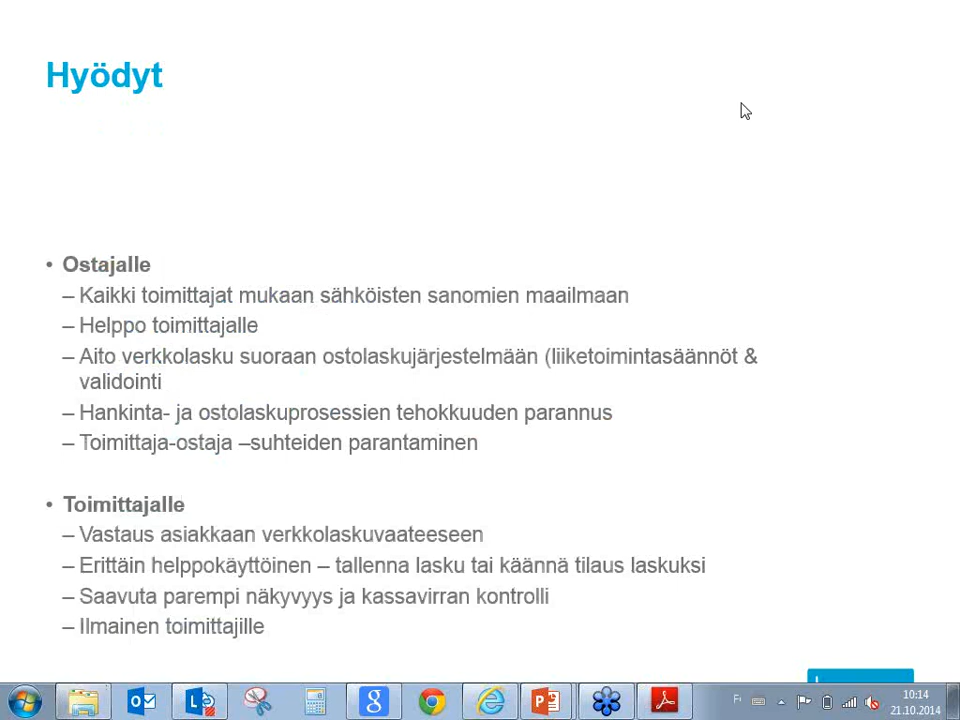 Hyödyt
• Ostajalle
– Kaikki toimittajat mukaan sähköisten sanomien maailmaan
– Helppo toimittajalle
– Aito verkkolasku suoraan ostolaskujärjestelmään (liiketoimintasäännöt &
validointi
– Hankinta- ja ostolaskuprosessien tehokkuuden parannus
– Toimittaja-ostaja –suhteiden parantaminen
• Toimittajalle
– Vastaus asiakkaan verkkolaskuvaateeseen
– Erittäin helppokäyttöinen – tallenna lasku tai käännä tilaus laskuksi
– Saavuta parempi näkyvyys ja kassavirran kontrolli
– Ilmainen toimittajille
FI
10:14
21.10.2014